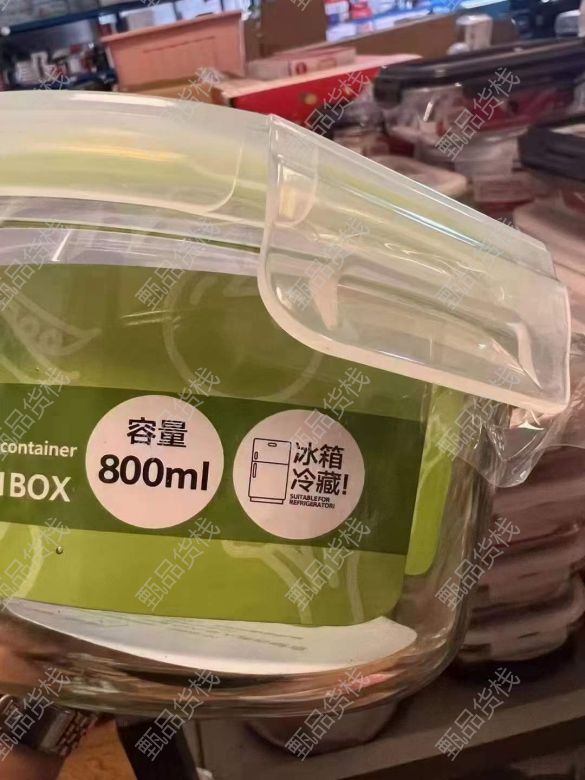 container
BOX
容量
800ml
冰箱
冷藏!
SUITABLE FOR
REFRIGERATOR!
甄品货栈